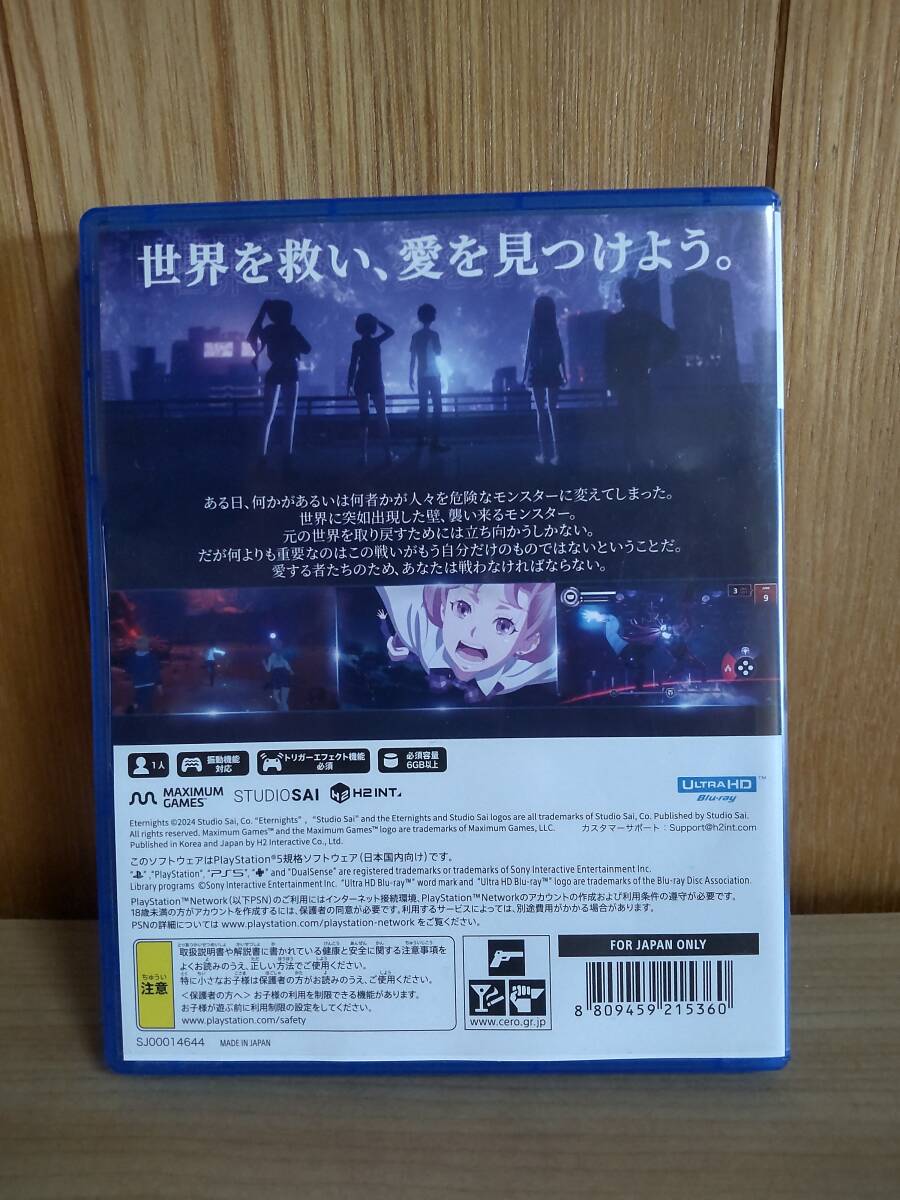 世界を救い、愛を見つけよう。
ある日、何かがあるいは何者かが人々を危険なモンスターに変えてしまった。
世界に突如出現した壁、襲い来るモンスター。
元の世界を取り戻すためには立ち向かうしかない。
だが何よりも重要なのはこの戦いがもう自分だけのものではないということだ。
愛する者たちのため、あなたは戦わなければならない。
3
9
1人
振動機能
対応
トリガーエフェクト機能
必須
必須容量
6GB以上
MAXIMUM
GAMES™
STUDIOSAI
H2 INT.
ULTRA HD™
Blu-ray
Eternights ©2024 Studio Sai, Co. "Eternights", "Studio Sai" and the Eternights and Studio Sai logos are all trademarks of Studio Sai, Co. Published by Studio Sai.
All rights reserved. Maximum Games™ and the Maximum Games™ logo are trademarks of Maximum Games, LLC.
カスタマーサポート：Support@h2int.com
Published in Korea and Japan by H2 Interactive Co., Ltd.
このソフトウェアはPlayStation®5規格ソフトウェア（日本国内向け）です。
" ","PlayStation", "PS5", " " and "DualSense" are registered trademarks or trademarks of Sony Interactive Entertainment Inc.
Library programs ©Sony Interactive Entertainment Inc. "Ultra HD Blu-ray™" word mark and "Ultra HD Blu-ray™" logo are trademarks of the Blu-ray Disc Association.
PlayStation™Network（以下PSN）のご利用にはインターネット接続環境、PlayStation™Networkのアカウントの作成および利用条件の遵守が必要です。
18歳未満の方がアカウントを作成するには、保護者の同意が必要です。利用するサービスによっては、別途費用がかかる場合があります。
PSNの詳細については www.playstation.com/playstation-network をご覧ください。
ちゅうい
注意
取扱説明書や解説書に書かれている健康と安全に関する注意事項を
よくお読みのうえ、正しい方法でご使用ください。
特に小さなお子様は保護者の方がお読みのうえ、ご使用ください。
＜保護者の方へ＞ お子様の利用を制限できる機能があります。
お子様が遊ぶ前に利用制限の設定をしてください。
www.playstation.com/safety
www.cero.gr.jp
FOR JAPAN ONLY
8 809459 215360
SJ00014644 MADE IN JAPAN